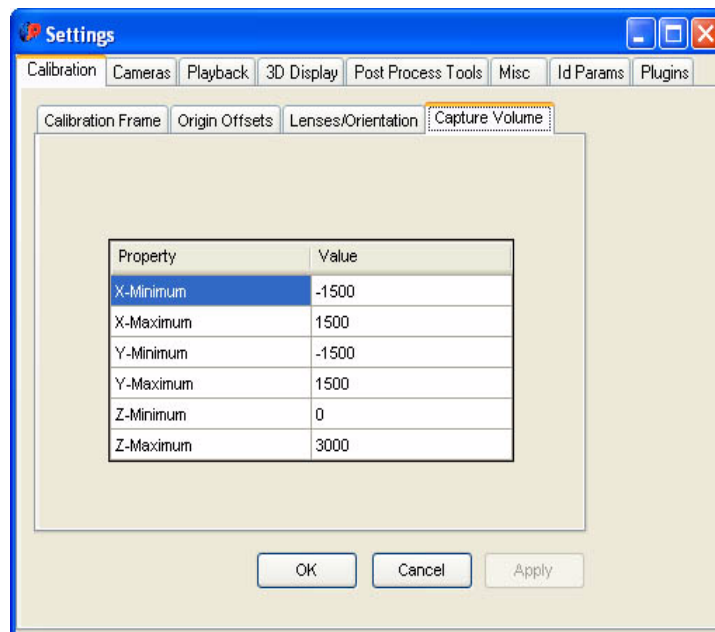 Settings
Calibration Cameras Playback 3D Display Post Process Tools Misc Id Params Plugins
Calibration Frame Origin Offsets Lenses/Orientation Capture Volume
Property Value
X-Minimum -1500
X-Maximum 1500
Y-Minimum -1500
Y-Maximum 1500
Z-Minimum 0
Z-Maximum 3000
OK Cancel Apply